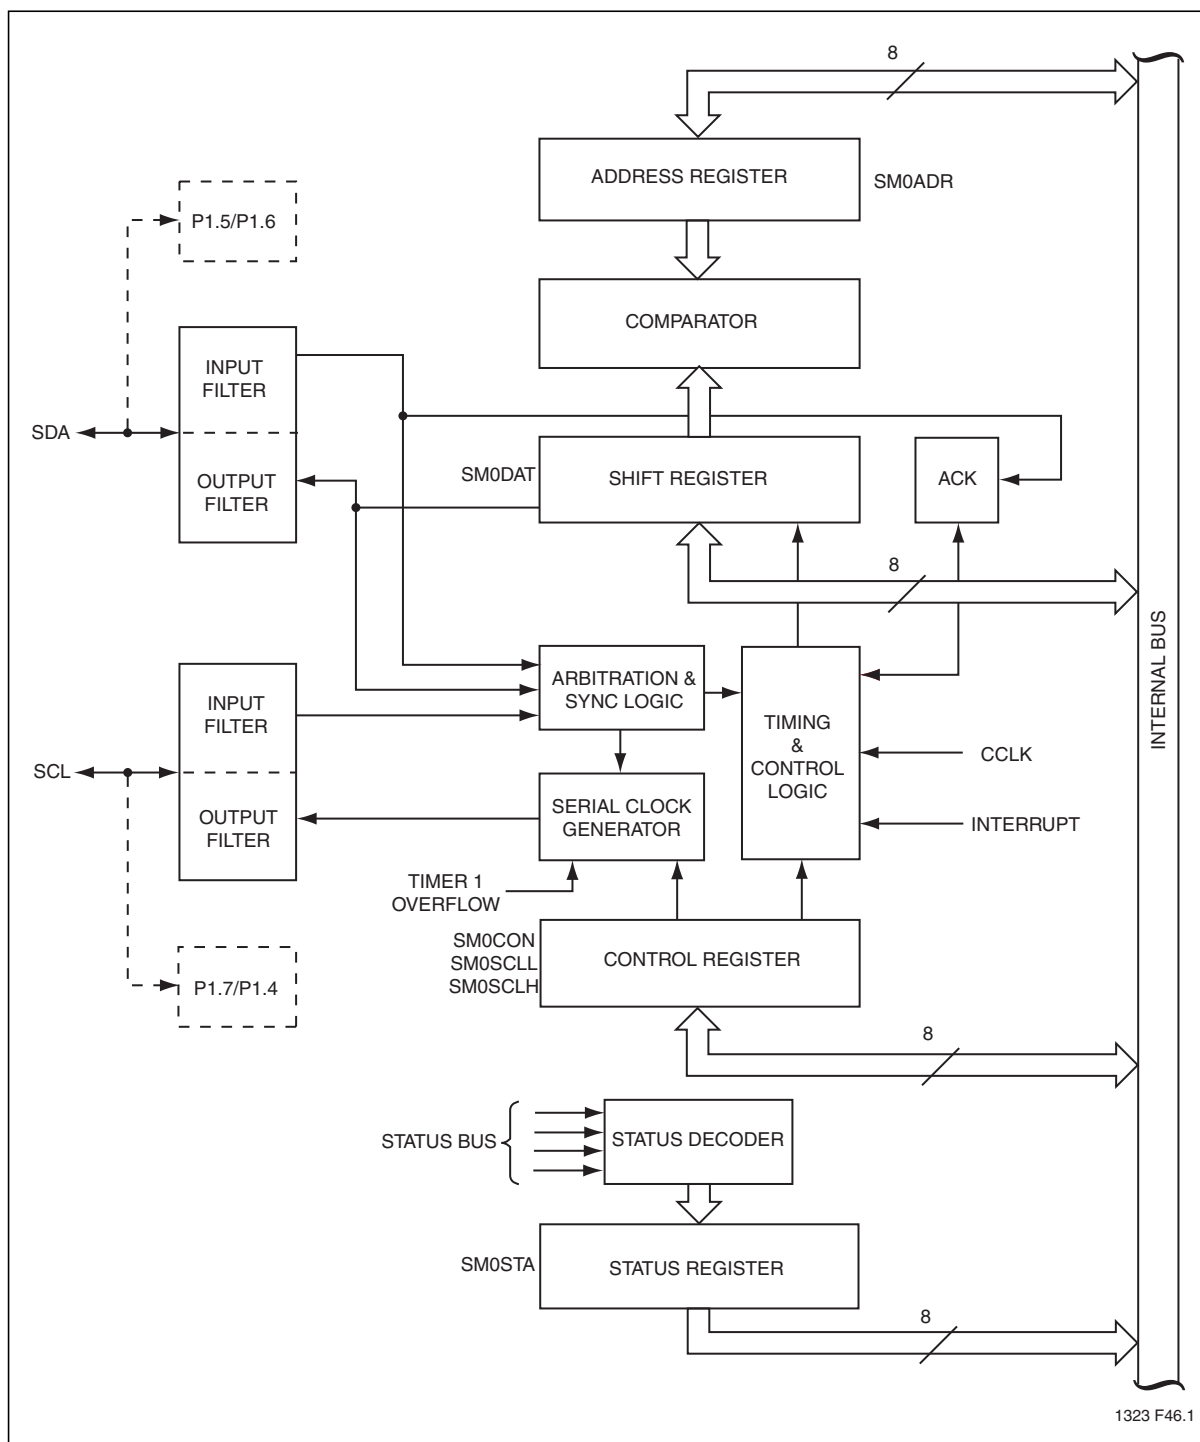 8
ADDRESS REGISTER
SM0ADR
P1.5/P1.6
COMPARATOR
INPUT
FILTER
SDA
OUTPUT
FILTER
SM0DAT
SHIFT REGISTER
ACK
8
INTERNAL BUS
ARBITRATION &
SYNC LOGIC
INPUT
FILTER
TIMING
&
CONTROL
LOGIC
SCL
CCLK
OUTPUT
FILTER
SERIAL CLOCK
GENERATOR
INTERRUPT
TIMER 1
OVERFLOW
SM0CON
SM0SCLL
SM0SCLH
CONTROL REGISTER
P1.7/P1.4
8
STATUS BUS
STATUS DECODER
SM0STA
STATUS REGISTER
8
1323 F46.1